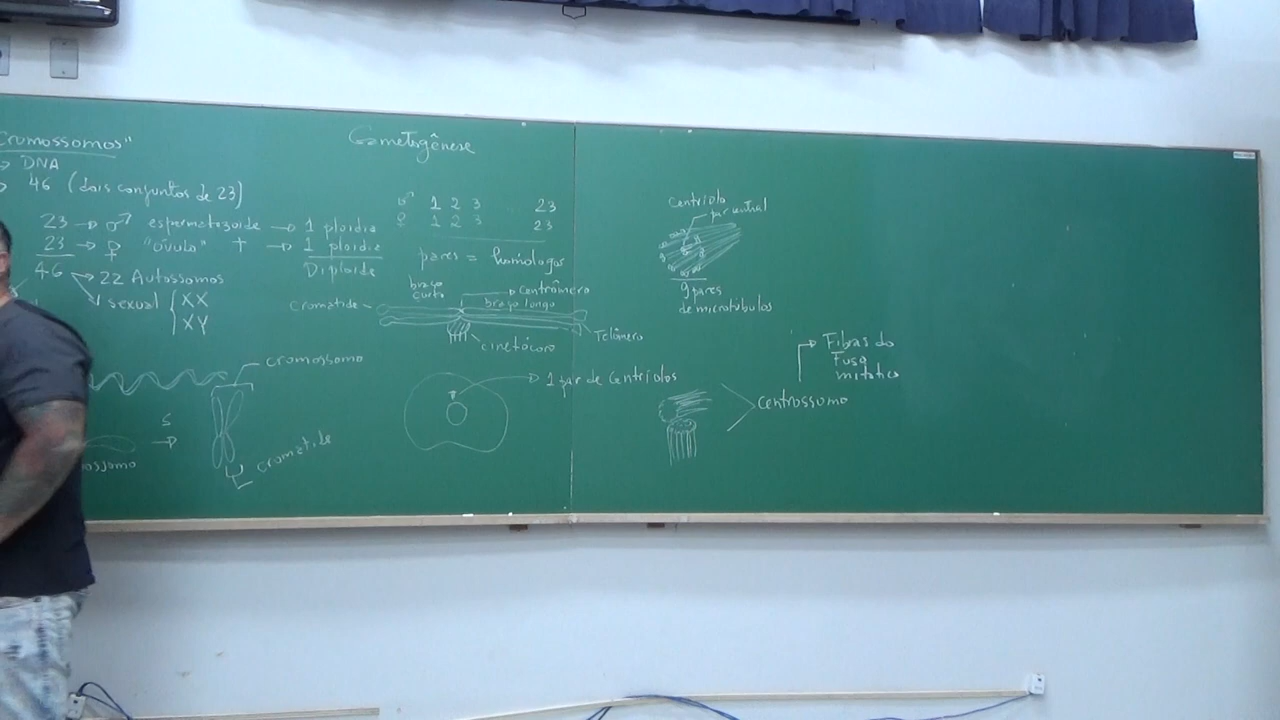 Cromossomos"
→ DNA
→ 46 (dois conjuntos de 23)
23 → ♂ espermatozoide → 1 ploidia
23 → ♀ "óvulo" + → 1 ploidia
46 → 22 Autossomos
Diploide
→ sexual { XX
XY
cromossomo
S
→
ossomo
cromatide
Gametogênese
♂ 1 2 3 ... 23
♀ 1 2 3 23
pares = homólogos
braço
curto
→ centrômero
cromatide
braço longo
Telômero
cinetócoro
→ 1 par de Centríolos
centríolo
par central
9 pares
de microtúbulos
centrossomo
→ Fibras do
Fuso
mitótico